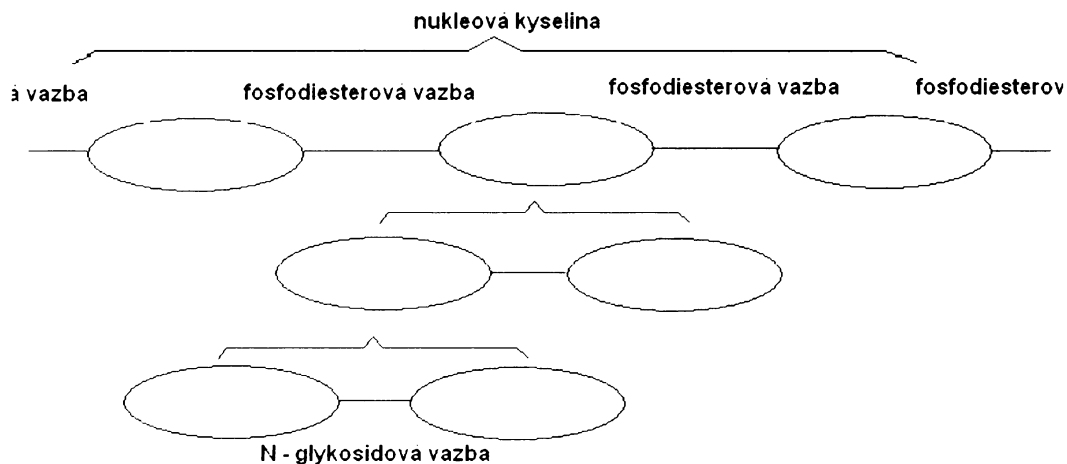 nukleová kyselina
á vazba fosfodiesterová vazba fosfodiesterová vazba fosfodiesterov
N - glykosidová vazba